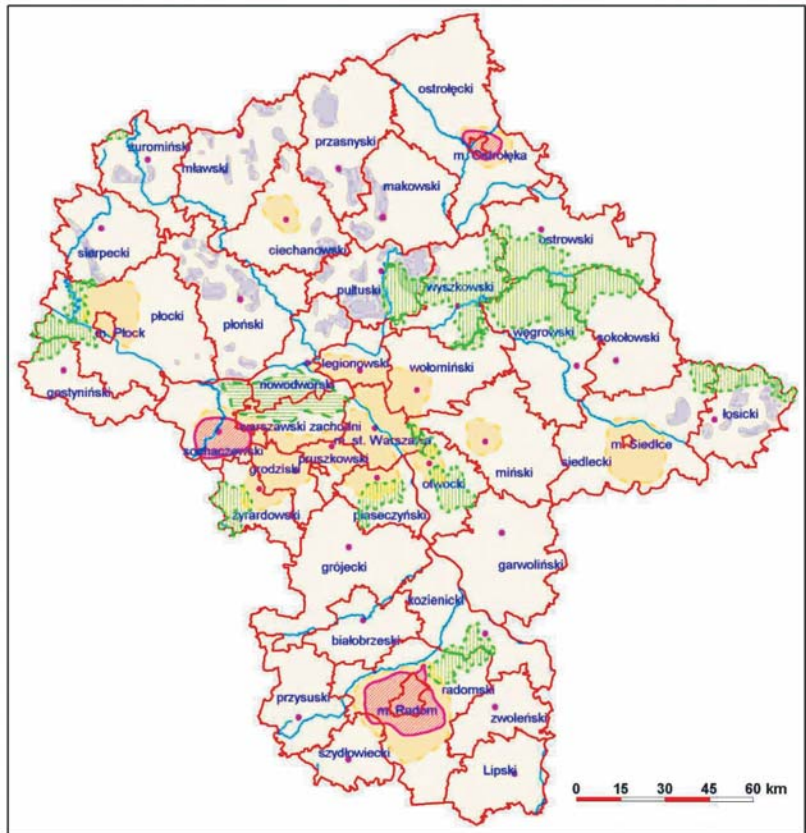 ostrołęcki
żuromiński
przasnyski
m. Ostrołęka
mławski
makowski
sierpecki
ciechanowski
ostrowski
pułtuski
wyszkowski
płocki
płoński
m. Płock
węgrowski
sokołowski
legionowski
wołomiński
gostyniński
nowodworski
łosicki
warszawski zachodni
m. st. Warszawa
sochaczewski
m. Siedlce
pruszkowski
grodziski
miński
siedlecki
otwocki
żyrardowski
piaseczyński
grójecki
garwoliński
kozienicki
białobrzeski
przysuski
radomski
m. Radom
zwoleński
szydłowiecki
Lipski
0 15 30 45 60 km